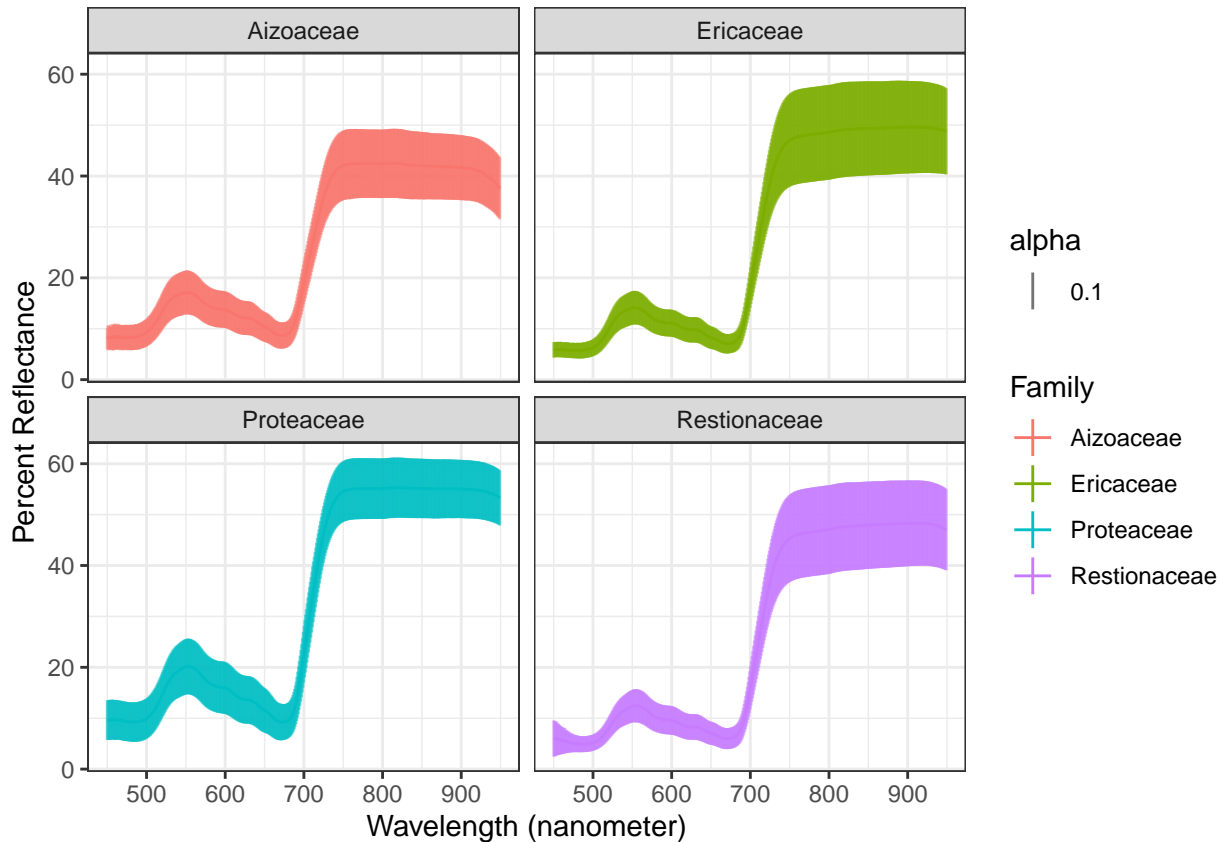 Aizoaceae
Ericaceae
60
40
20
0
Proteaceae
Restionaceae
60
40
20
0
500 600 700 800 900
500 600 700 800 900
Wavelength (nanometer)
Percent Reflectance
alpha
0.1
Family
Aizoaceae
Ericaceae
Proteaceae
Restionaceae